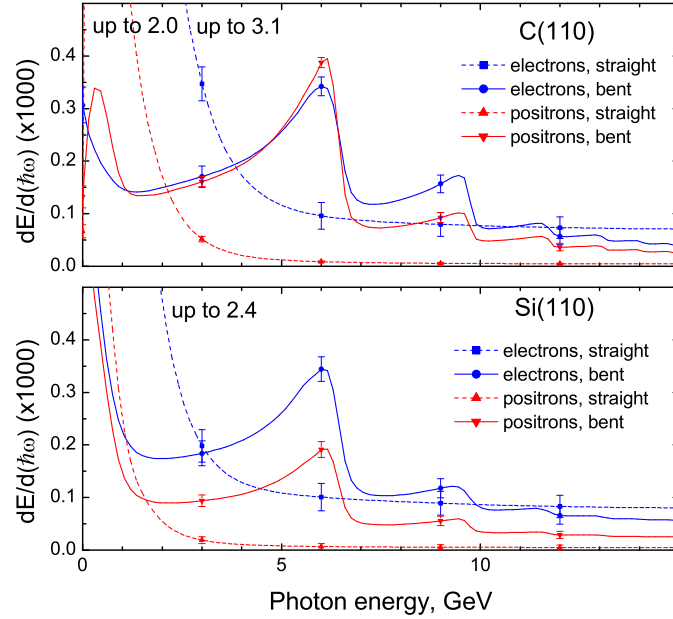 up to 2.0 up to 3.1 C(110)
electrons, straight
electrons, bent
positrons, straight
positrons, bent
dE/d(ℏω) (x1000)
0.4
0.3
0.2
0.1
0.0
up to 2.4 Si(110)
electrons, straight
electrons, bent
positrons, straight
positrons, bent
dE/d(ℏω) (x1000)
0.4
0.3
0.2
0.1
0.0
0 5 10
Photon energy, GeV